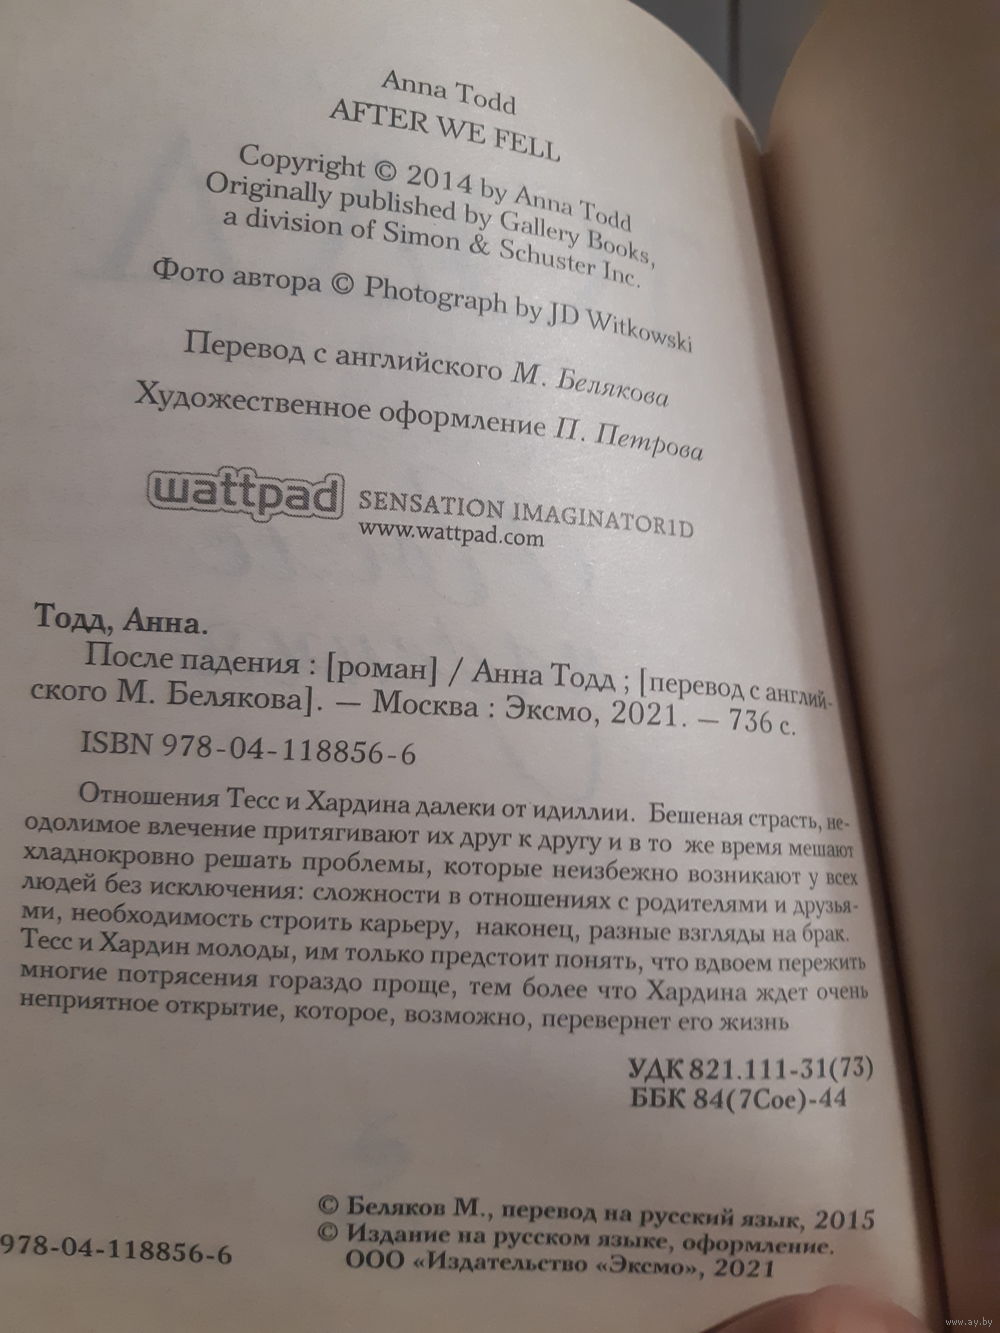 Anna Todd
AFTER WE FELL
Copyright © 2014 by Anna Todd
Originally published by Gallery Books,
a division of Simon & Schuster Inc.
Фото автора © Photograph by JD Witkowski
Перевод с английского М. Белякова
Художественное оформление П. Петрова
wattpad SENSATION IMAGINATOR1D
www.wattpad.com
Тодд, Анна.
После падения : [роман] / Анна Тодд ; [перевод с англий-
ского М. Белякова]. — Москва : Эксмо, 2021. — 736 с.
ISBN 978-04-118856-6
Отношения Тесс и Хардина далеки от идиллии. Бешеная страсть, не-
одолимое влечение притягивают их друг к другу и в то же время мешают
хладнокровно решать проблемы, которые неизбежно возникают у всех
людей без исключения: сложности в отношениях с родителями и друзья-
ми, необходимость строить карьеру, наконец, разные взгляды на брак.
Тесс и Хардин молоды, им только предстоит понять, что вдвоем пережить
многие потрясения гораздо проще, тем более что Хардина ждет очень
неприятное открытие, которое, возможно, перевернет его жизнь
УДК 821.111-31(73)
ББК 84(7Сое)-44
© Беляков М., перевод на русский язык, 2015
© Издание на русском языке, оформление.
ООО «Издательство «Эксмо», 2021
978-04-118856-6
www.ay.by